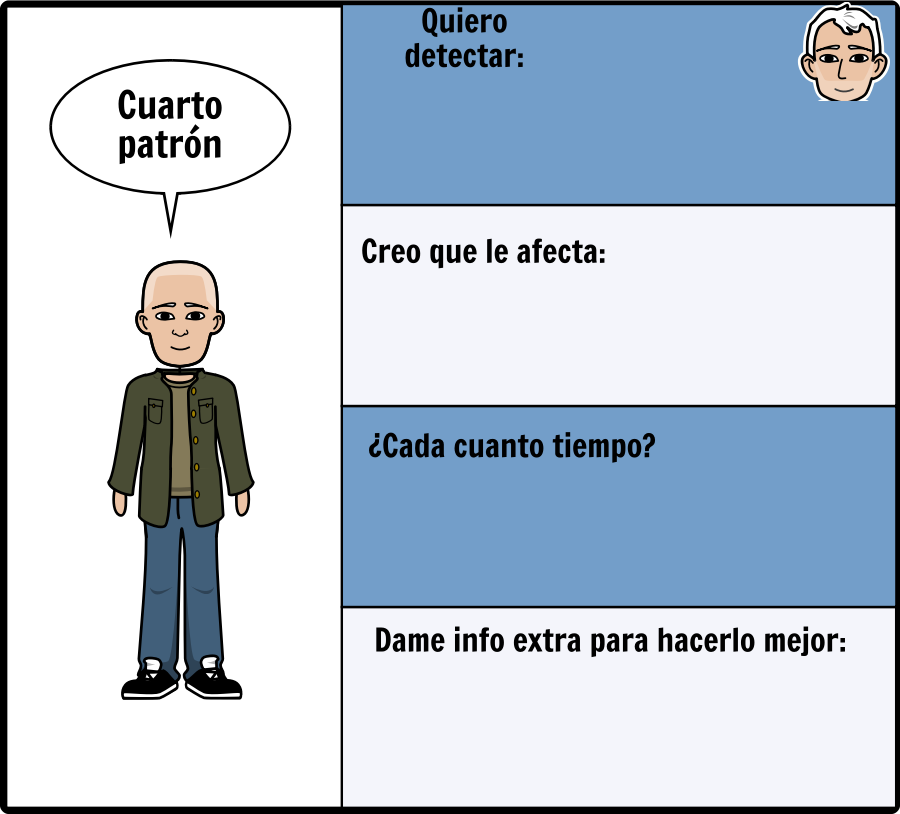 Cuarto
patrón
Quiero
detectar:
Creo que le afecta:
¿Cada cuanto tiempo?
Dame info extra para hacerlo mejor: